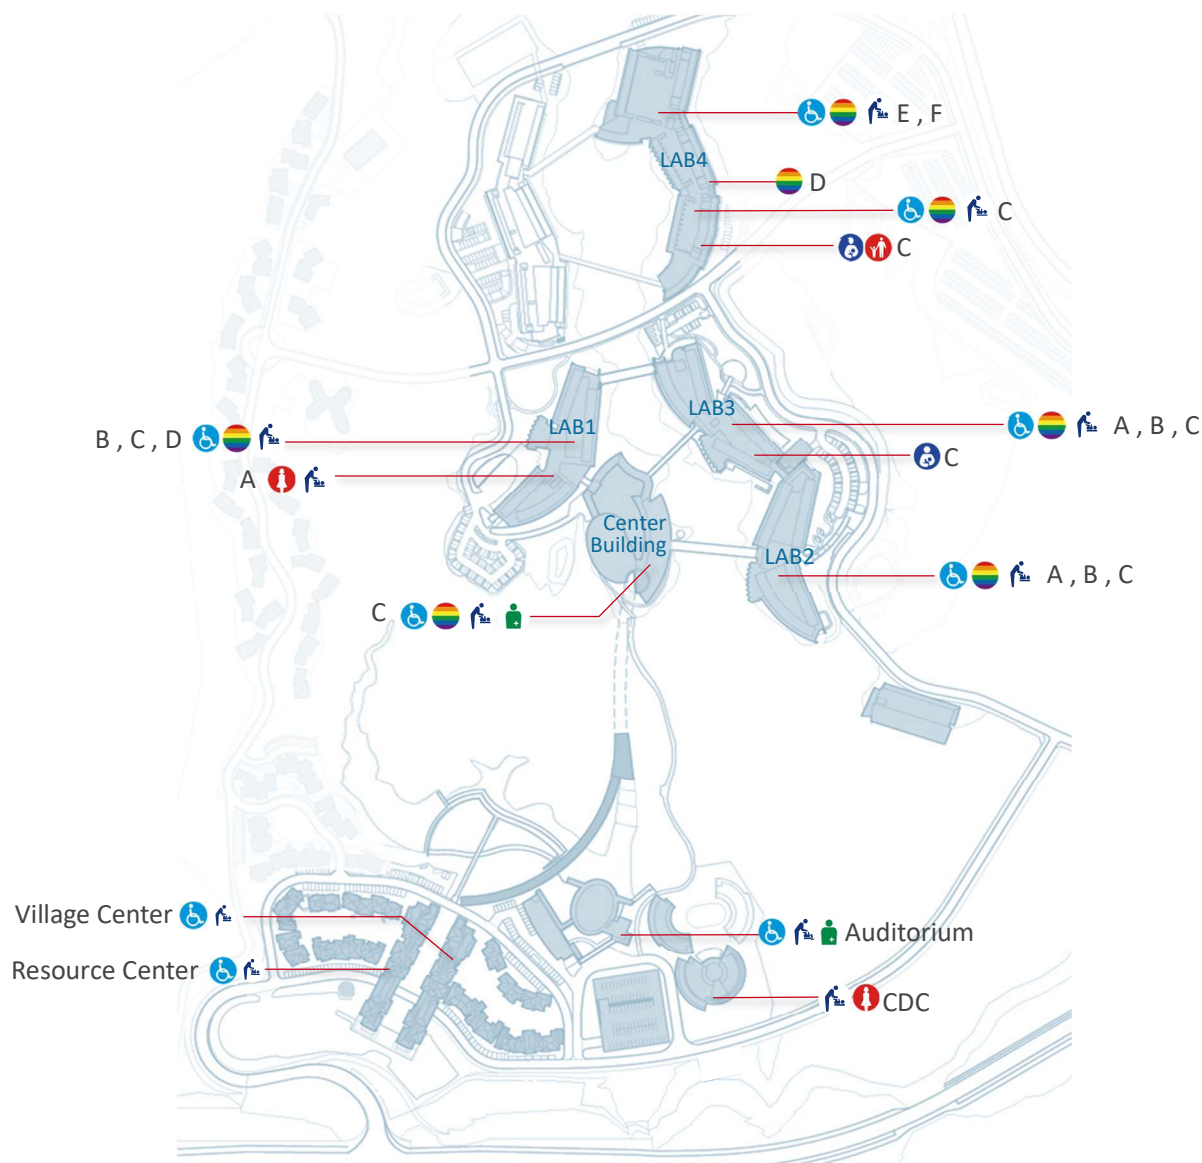 E , F
LAB4
D
C
C
LAB3
LAB1
A , B , C
B , C , D
C
A
Center
Building
LAB2
A , B , C
C
Village Center
Auditorium
Resource Center
CDC